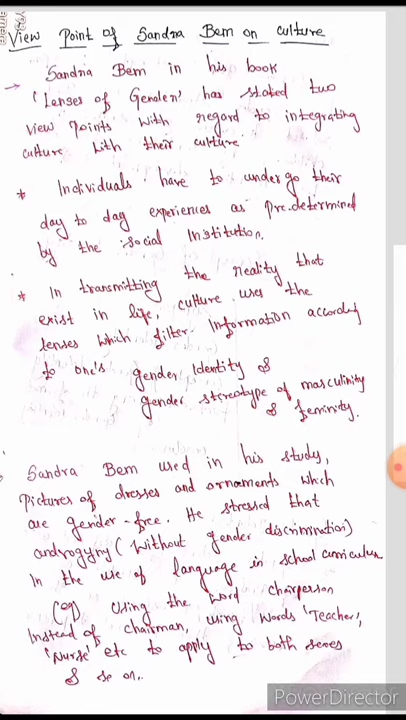 View Point of Sandra Bem on culture
Sandra Bem in his book
'Lenses of Genden' has stated two
view points with regard to integrating
culture with their culture
* Individuals have to undergo their
day to day experiences as pre-determined
by the social Institution.
* In transmitting the reality that
exist in life, culture uses the
lenses which filter Information according
to one's gender Identity &
gender stereotype of masculinity
& feminity.
Sandra Bem used in his study,
pictures of dresses and ornaments which
are gender-free. He stressed that
androgyny (Without gender discrimination)
In the use of language in school curriculum
(eg) Using the word chairperson
Instead of chairman, using words 'Teacher,
'Nurse' etc to apply to both sexes
& so on..
PowerDirector